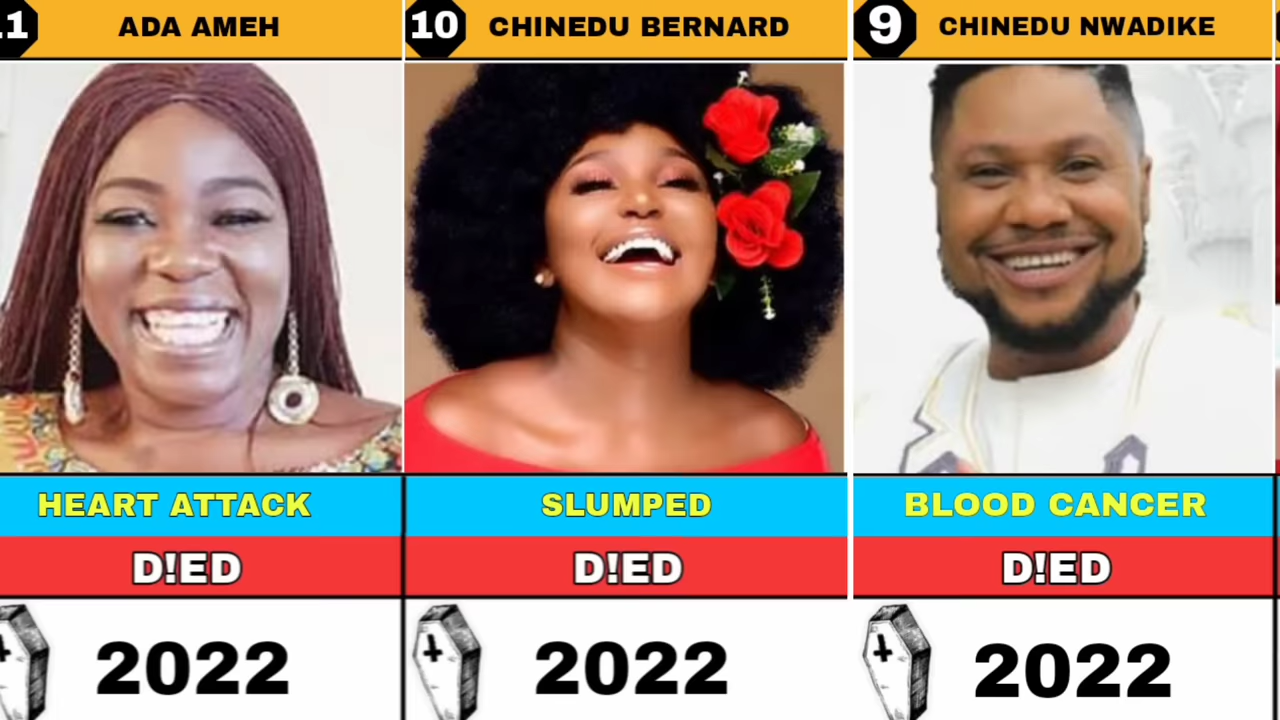 11
ADA AMEH
HEART ATTACK
D!ED
2022
10
CHINEDU BERNARD
SLUMPED
D!ED
2022
9
CHINEDU NWADIKE
BLOOD CANCER
D!ED
2022